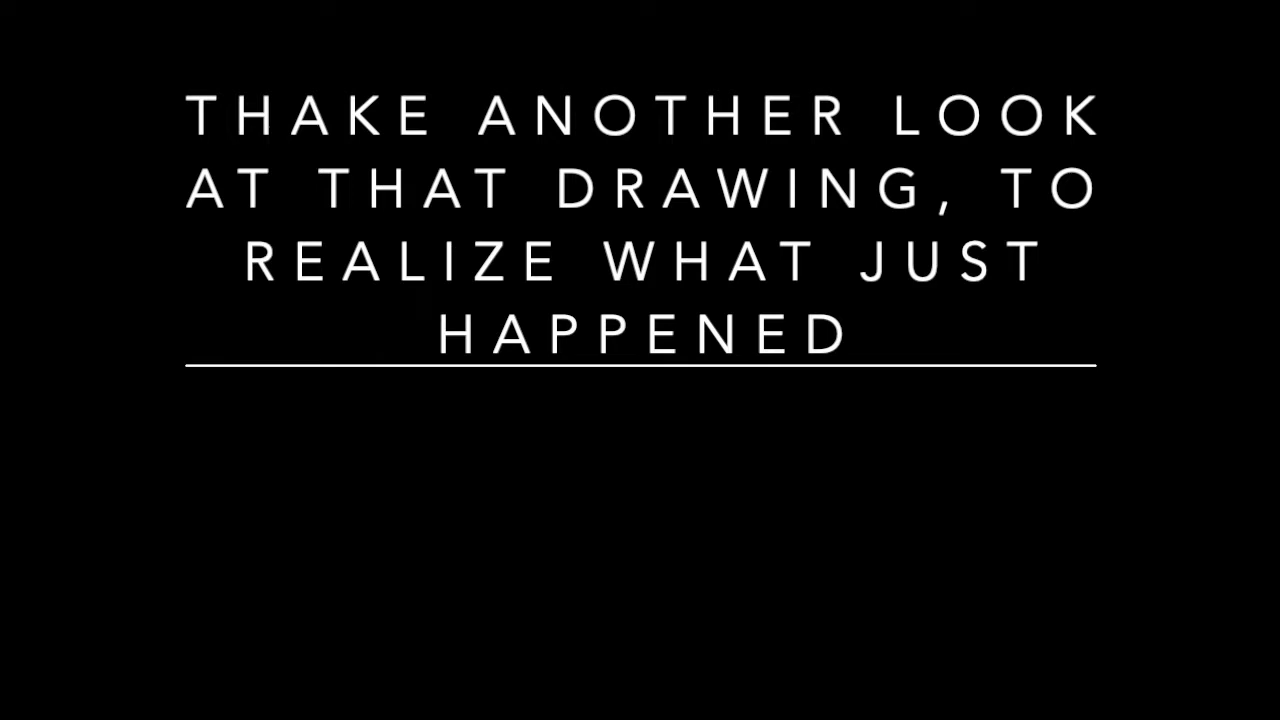 THAKE ANOTHER LOOK
AT THAT DRAWING, TO
REALIZE WHAT JUST
HAPPENED